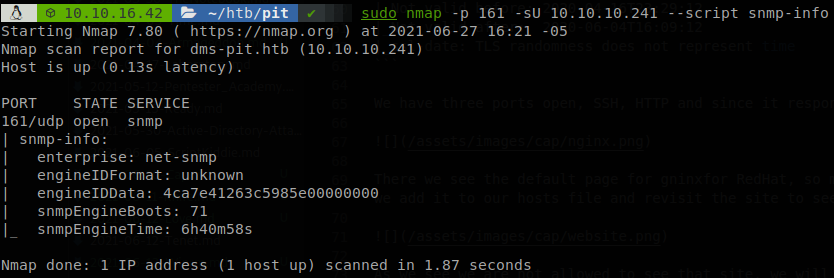 10.10.16.42 ~/htb/pit ✔ sudo nmap -p 161 -sU 10.10.10.241 --script snmp-info
Starting Nmap 7.80 ( https://nmap.org ) at 2021-06-27 16:21 -05
Nmap scan report for dms-pit.htb (10.10.10.241)
Host is up (0.13s latency).
PORT    STATE SERVICE
161/udp open  snmp
| snmp-info:
|   enterprise: net-snmp
|   engineIDFormat: unknown
|   engineIDData: 4ca7e41263c5985e00000000
|   snmpEngineBoots: 71
|_  snmpEngineTime: 6h40m58s
Nmap done: 1 IP address (1 host up) scanned in 1.87 seconds